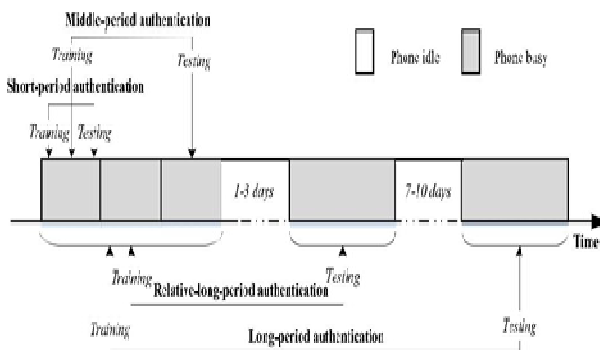 Middle-period authentication
Training
Testing
Phone idle
Phone busy
Short-period authentication
Training
Testing
1-3 days
7-10 days
Time
Training
Testing
Relative-long-period authentication
Training
Testing
Long-period authentication